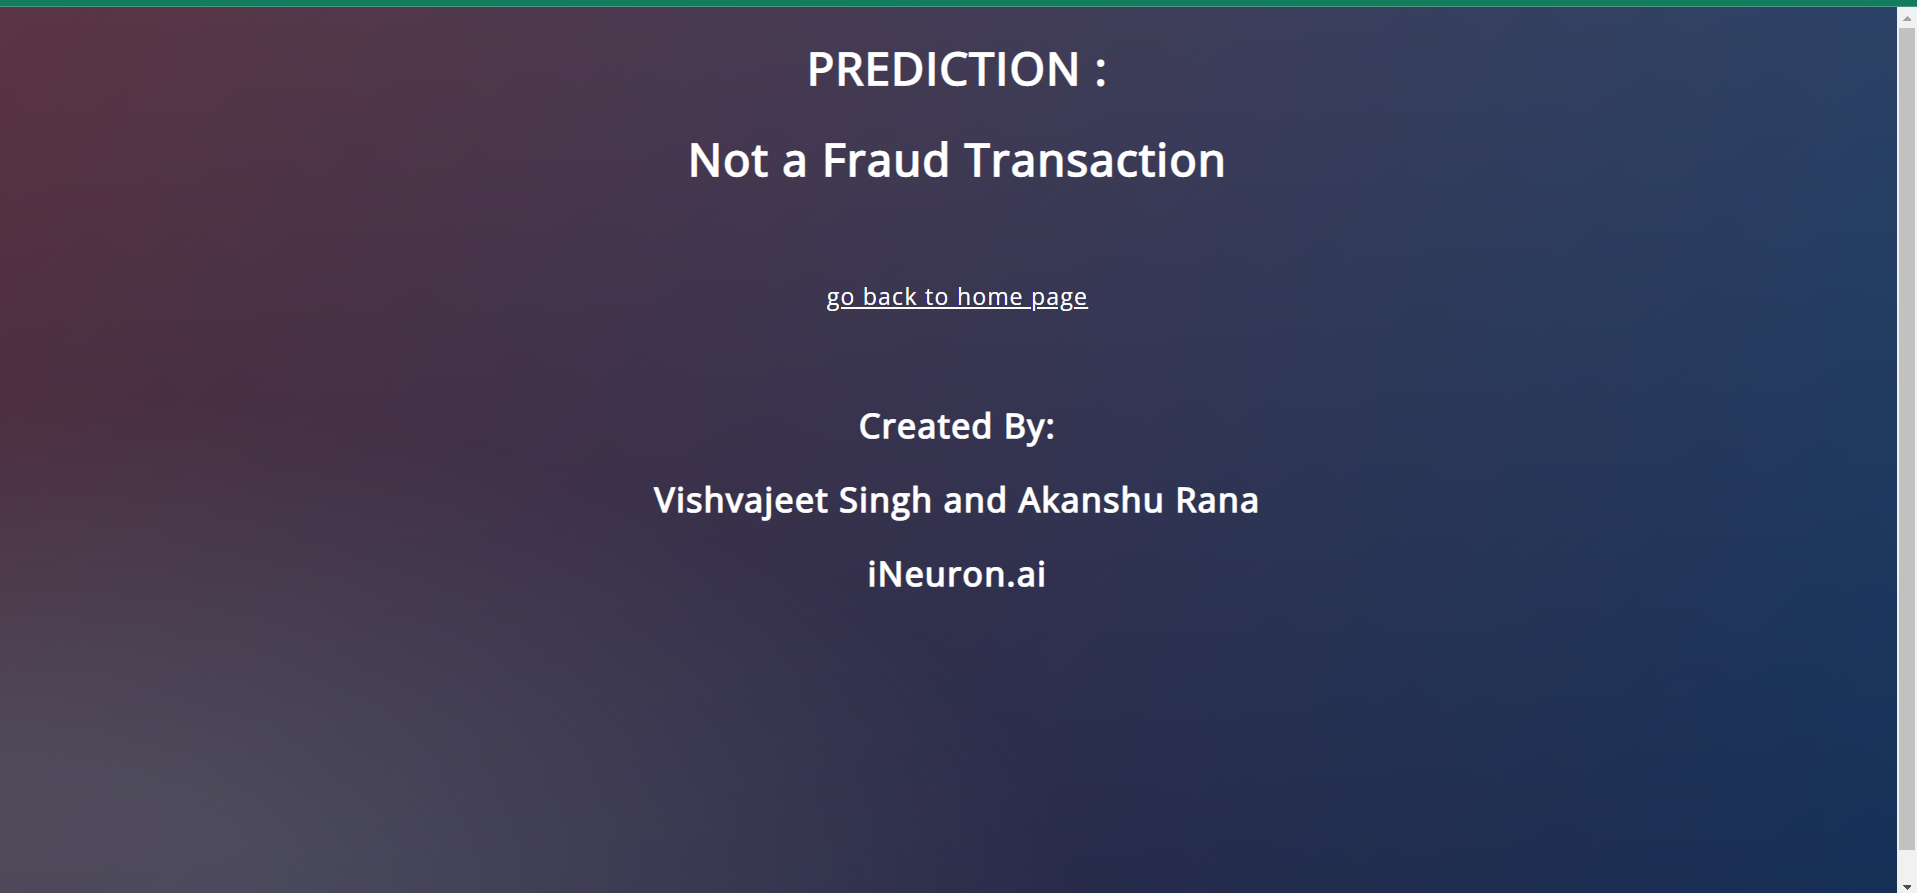 PREDICTION :
Not a Fraud Transaction
go back to home page
Created By:
Vishvajeet Singh and Akanshu Rana
iNeuron.ai